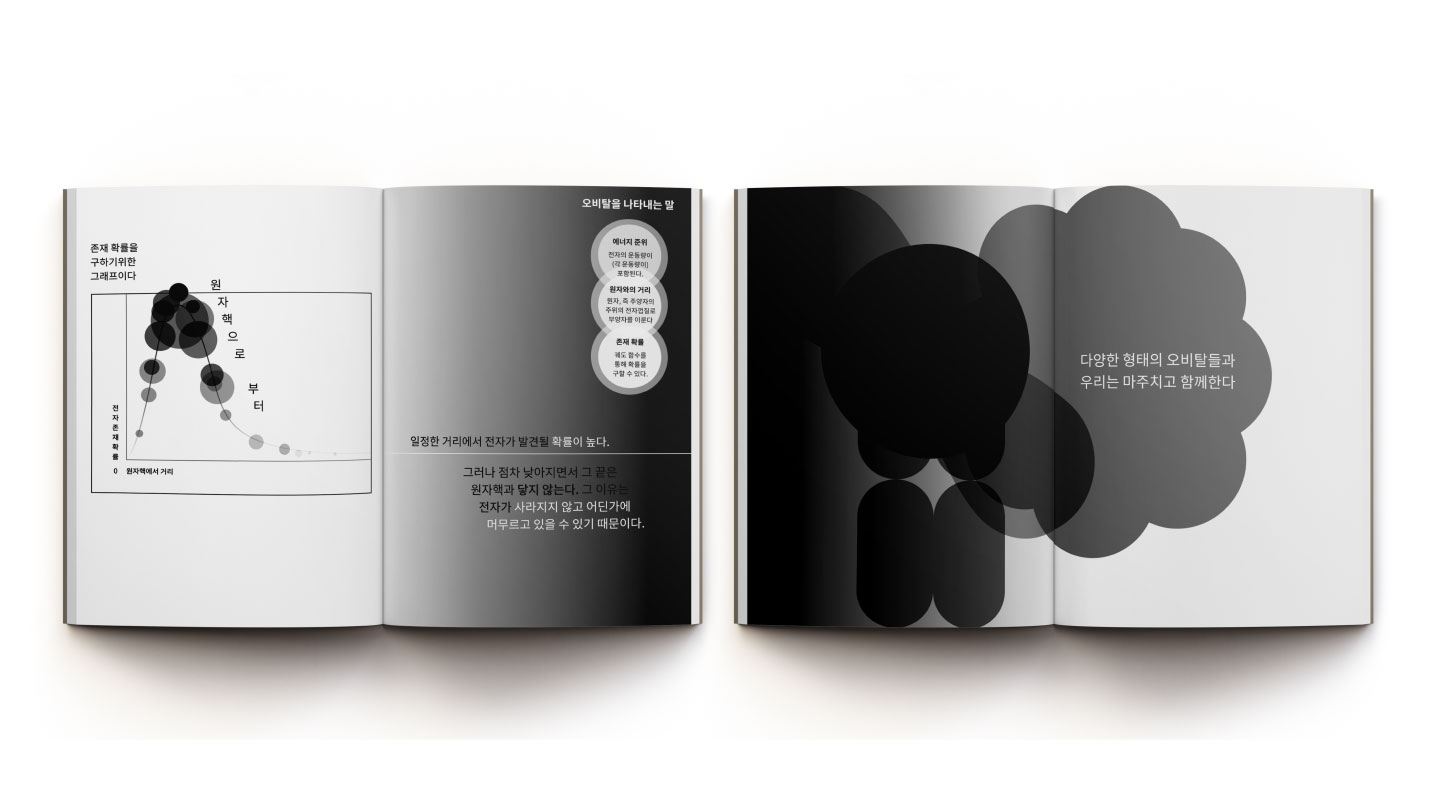 존재 확률을
구하기위한
그래프이다
원
자
핵
으
로
부
터
전
자
존
재
확
률
0 원자핵에서 거리
오비탈을 나타내는 말
에너지 준위
전자의 운동량이
(각 운동량이)
포함된다.
원자와의 거리
원자, 즉 추양자의
주위의 전자껍질로
부양자를 이룬다
존재 확률
궤도 함수를
통해 확률을
구할 수 있다.
일정한 거리에서 전자가 발견될 확률이 높다.
그러나 점차 낮아지면서 그 끝은
원자핵과 닿지 않는다. 그 이유는
전자가 사라지지 않고 어딘가에
머무르고 있을 수 있기 때문이다.
다양한 형태의 오비탈들과
우리는 마주치고 함께한다